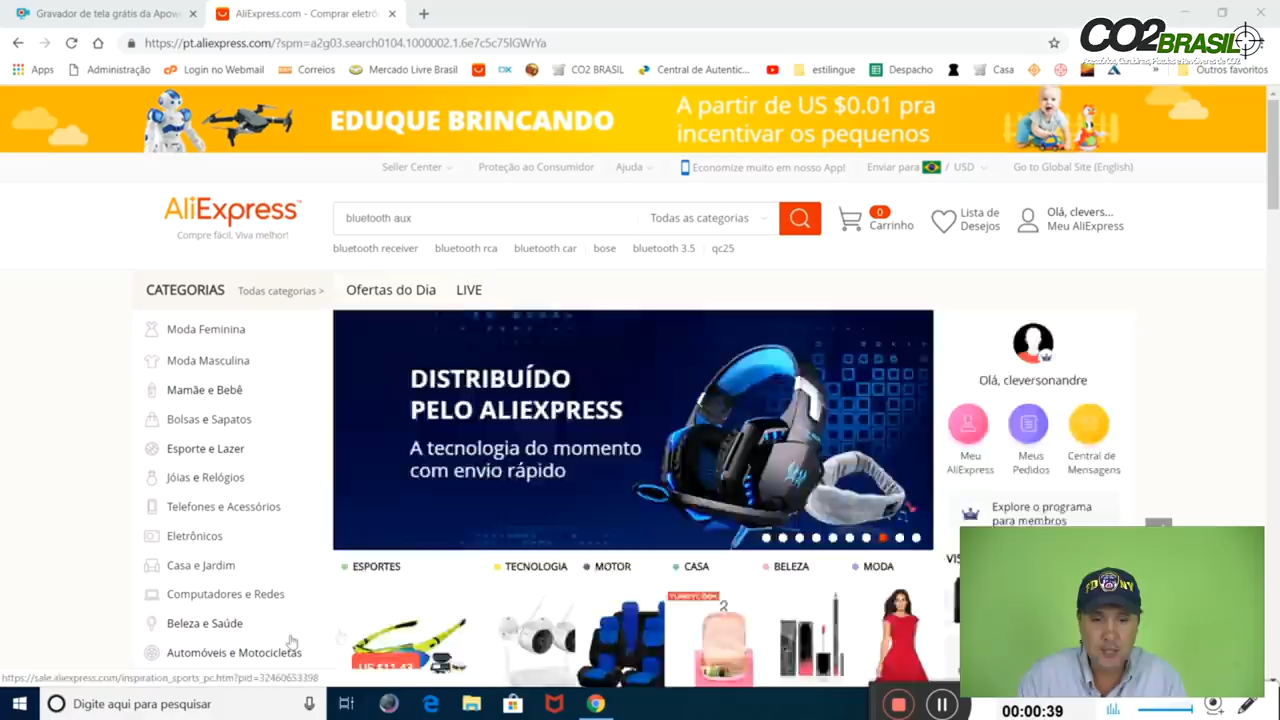 Gravador de tela grátis da Apow
AliExpress.com - Comprar eletró
CO2BRASIL
https://pt.aliexpress.com/?spm=a2g03.search0104.1000002.1.6e7c5c75lGWrYa
Apps
Administração
Login no Webmail
Correios
Mercado Livre Brasil
CO2 BRASIL
Central de Autentic...
estilingue
Despacho
Casa
Outros favoritos
EDUQUE BRINCANDO
A partir de US $0.01 pra
incentivar os pequenos
Seller Center
Proteção ao Consumidor
Ajuda
Economize muito em nosso App!
Enviar para / USD
Go to Global Site (English)
AliExpress
Compre fácil, Viva melhor!
bluetooth aux
Todas as categorias
0
Carrinho
Lista de
Desejos
Olá, clevers...
Meu AliExpress
bluetooth receiver
bluetooth rca
bluetooth car
bose
bluetooth 3.5
qc25
CATEGORIAS
Todas categorias >
Ofertas do Dia
LIVE
Moda Feminina
Moda Masculina
Mamãe e Bebê
Bolsas e Sapatos
Esporte e Lazer
Jóias e Relógios
Telefones e Acessórios
Eletrônicos
Casa e Jardim
Computadores e Redes
Beleza e Saúde
Automóveis e Motocicletas
DISTRIBUÍDO
PELO ALIEXPRESS
A tecnologia do momento
com envio rápido
Olá, cleversonandre
Meu
AliExpress
Meus
Pedidos
Central de
Mensagens
Explore o programa
para membros
ESPORTES
TECNOLOGIA
MOTOR
CASA
BELEZA
MODA
US $11.43
FDNY
https://sale.aliexpress.com/inspiration_sports_pc.htm?pid=32460653398
Digite aqui para pesquisar
00:00:39